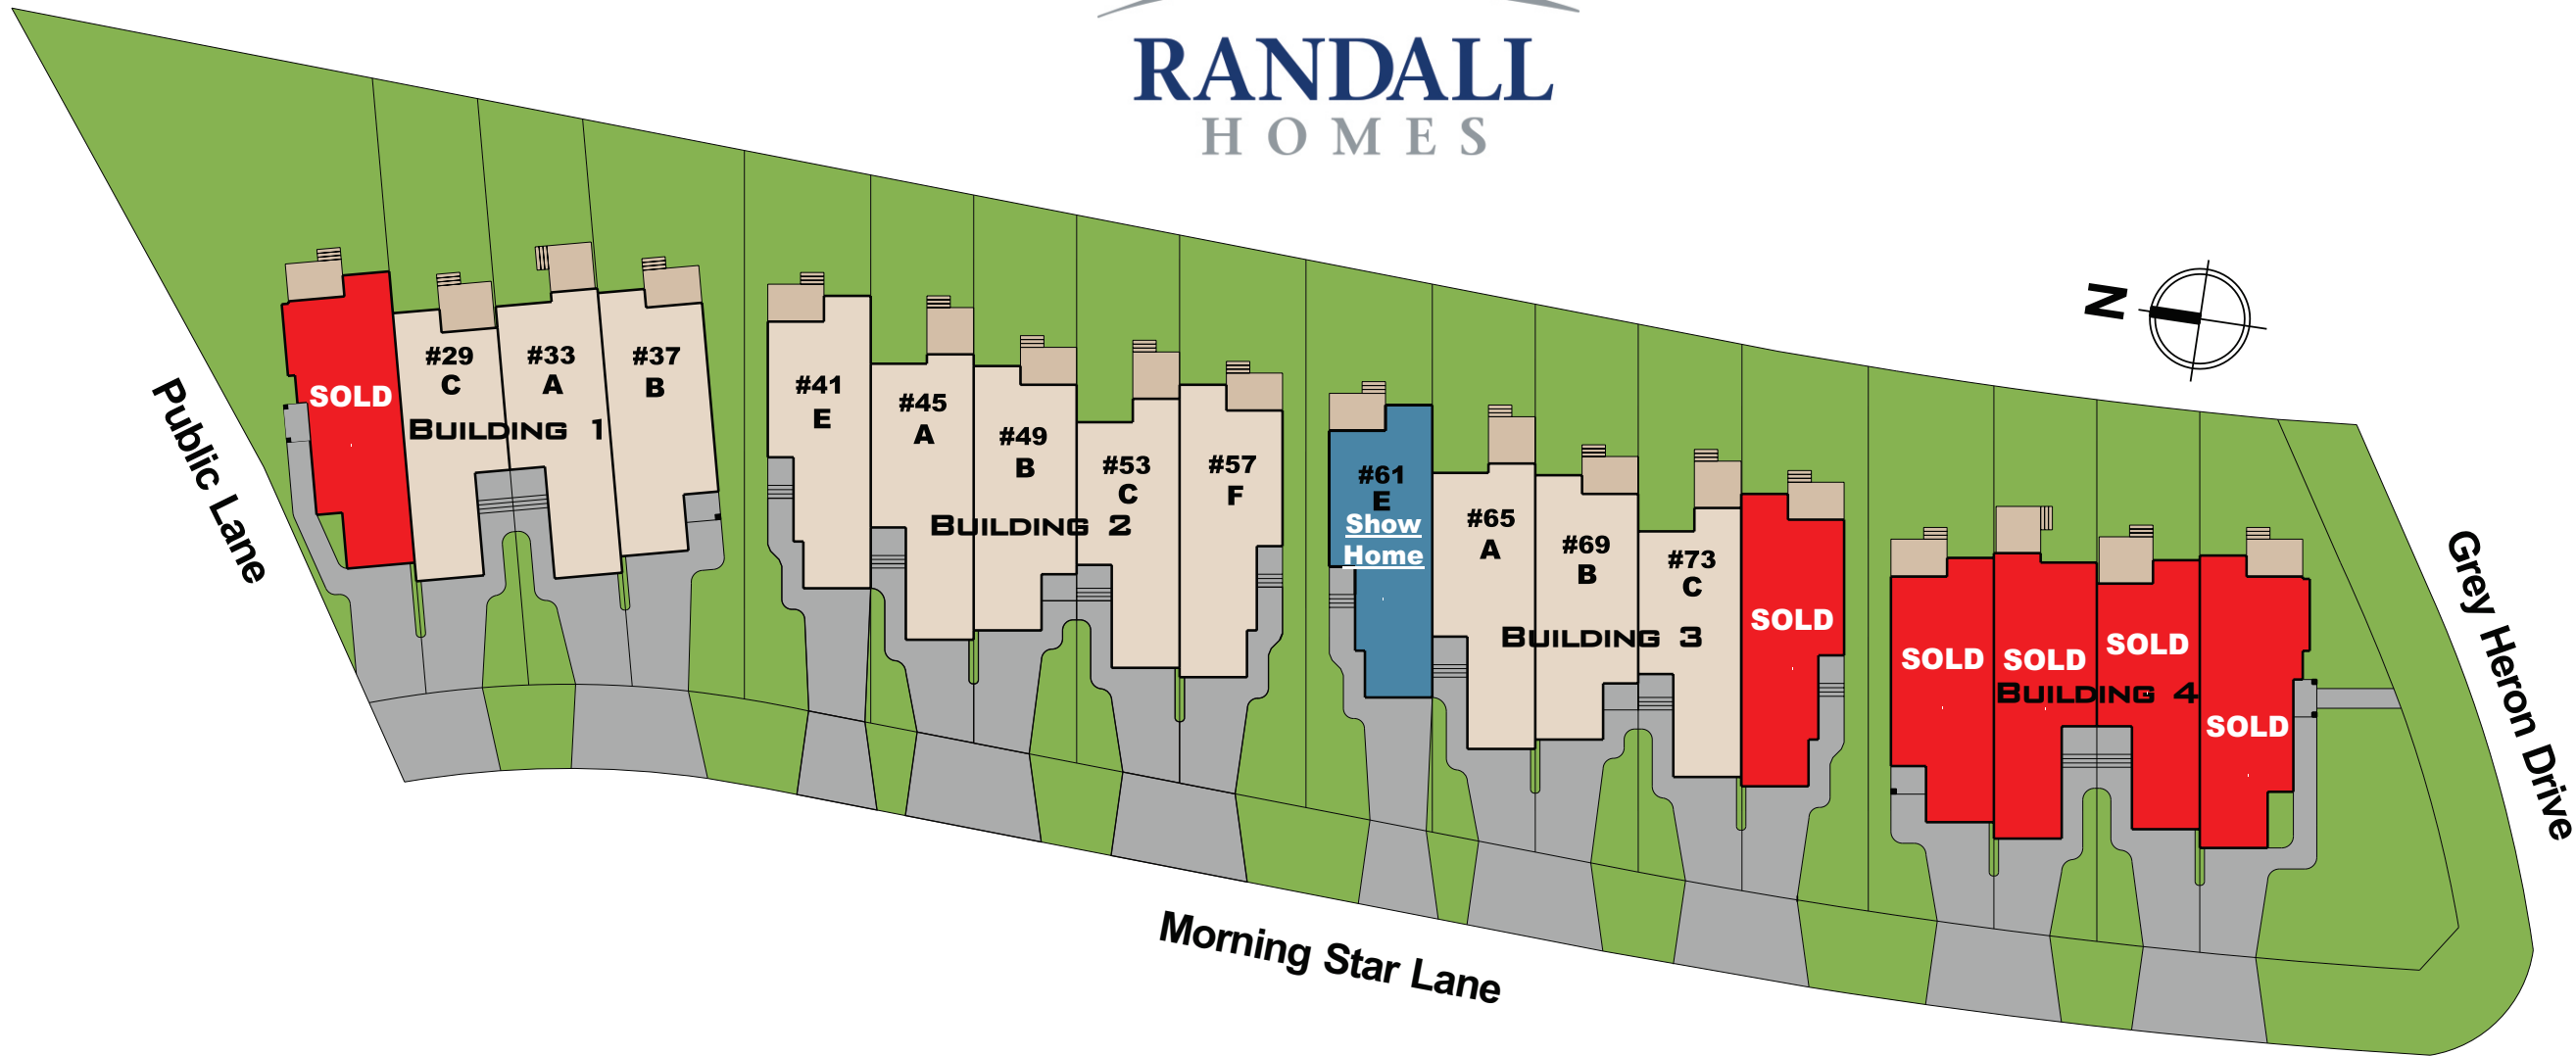 RANDALL
HOMES
N
Public Lane
SOLD
#29
C
#33
A
#37
B
BUILDING 1
#41
E
#45
A
#49
B
#53
C
#57
F
BUILDING 2
#61
E
Show
Home
#65
A
#69
B
#73
C
SOLD
BUILDING 3
SOLD
SOLD
SOLD
SOLD
BUILDING 4
Grey Heron Drive
Morning Star Lane